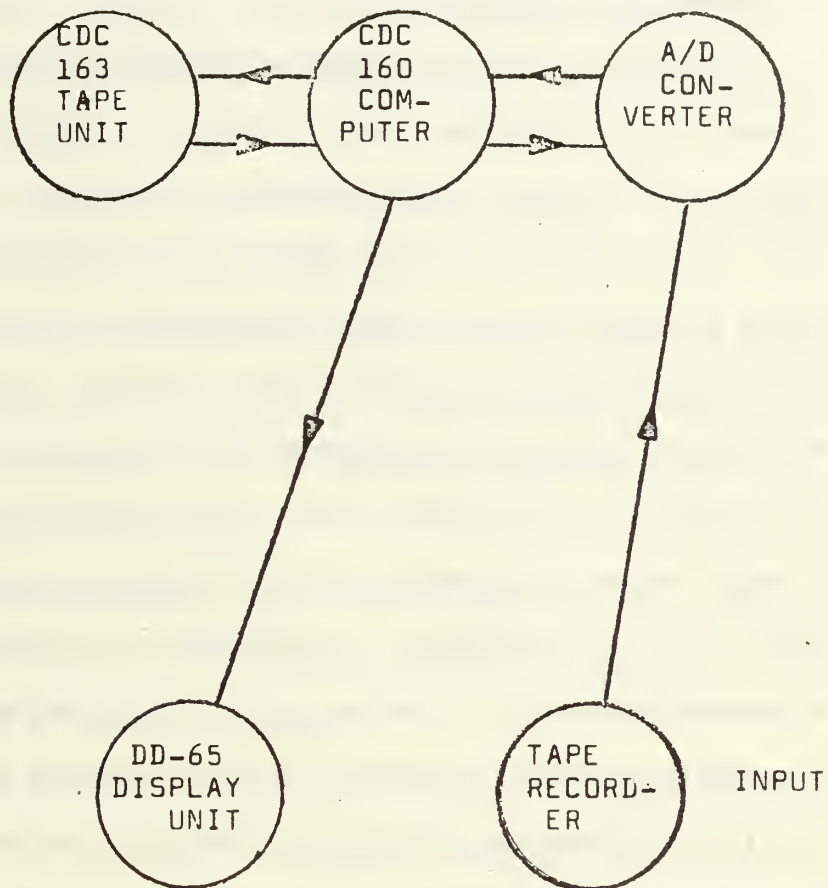 CDC
163
TAPE
UNIT
CDC
160
COM-
PUTER
A/D
CON-
VERTER
DD-65
DISPLAY
UNIT
TAPE
RECORD-
ER
INPUT